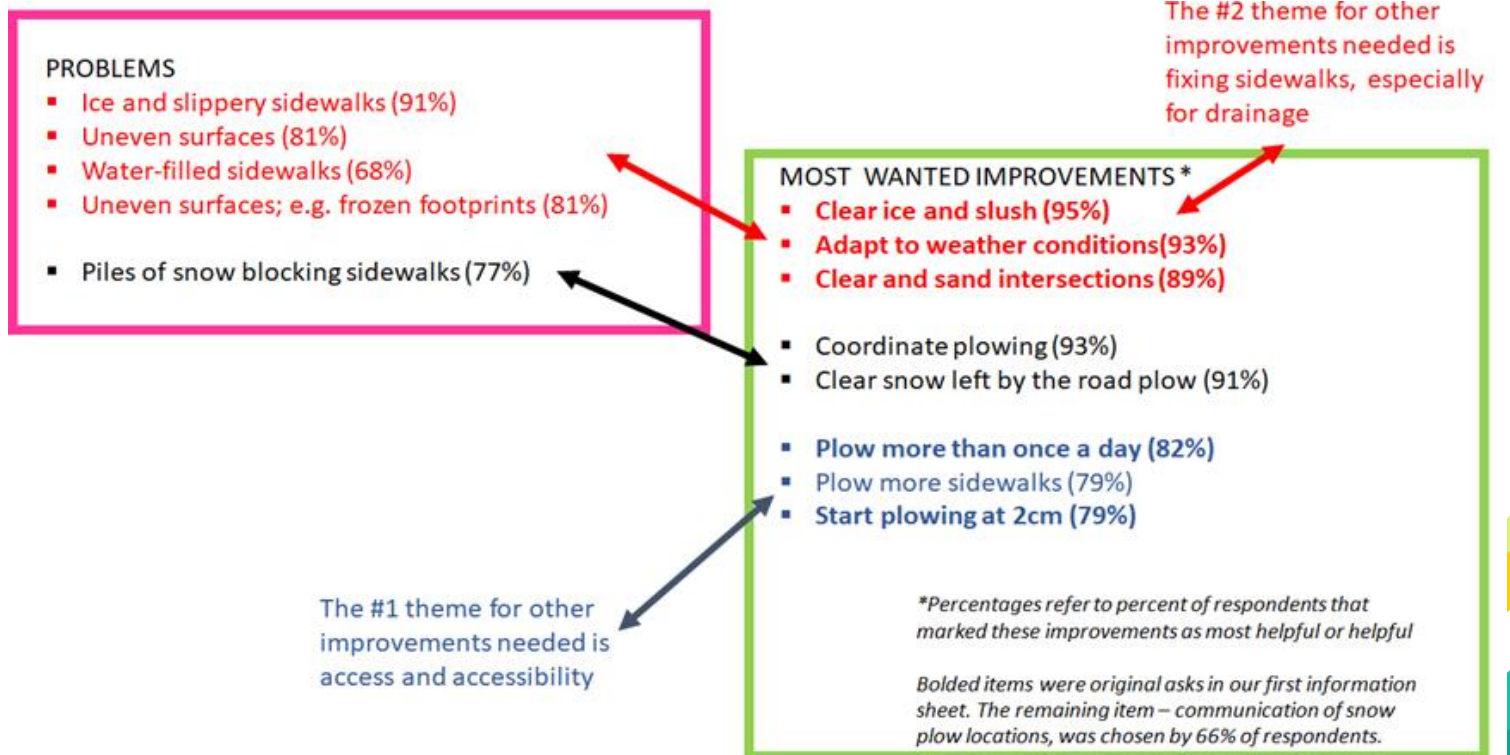 The #2 theme for other
improvements needed is
fixing sidewalks, especially
for drainage
PROBLEMS
▪ Ice and slippery sidewalks (91%)
▪ Uneven surfaces (81%)
▪ Water-filled sidewalks (68%)
▪ Uneven surfaces; e.g. frozen footprints (81%)
▪ Piles of snow blocking sidewalks (77%)
MOST WANTED IMPROVEMENTS *
▪ Clear ice and slush (95%)
▪ Adapt to weather conditions(93%)
▪ Clear and sand intersections (89%)
▪ Coordinate plowing (93%)
▪ Clear snow left by the road plow (91%)
▪ Plow more than once a day (82%)
▪ Plow more sidewalks (79%)
▪ Start plowing at 2cm (79%)
The #1 theme for other
improvements needed is
access and accessibility
*Percentages refer to percent of respondents that
marked these improvements as most helpful or helpful
Bolded items were original asks in our first information
sheet. The remaining item – communication of snow
plow locations, was chosen by 66% of respondents.